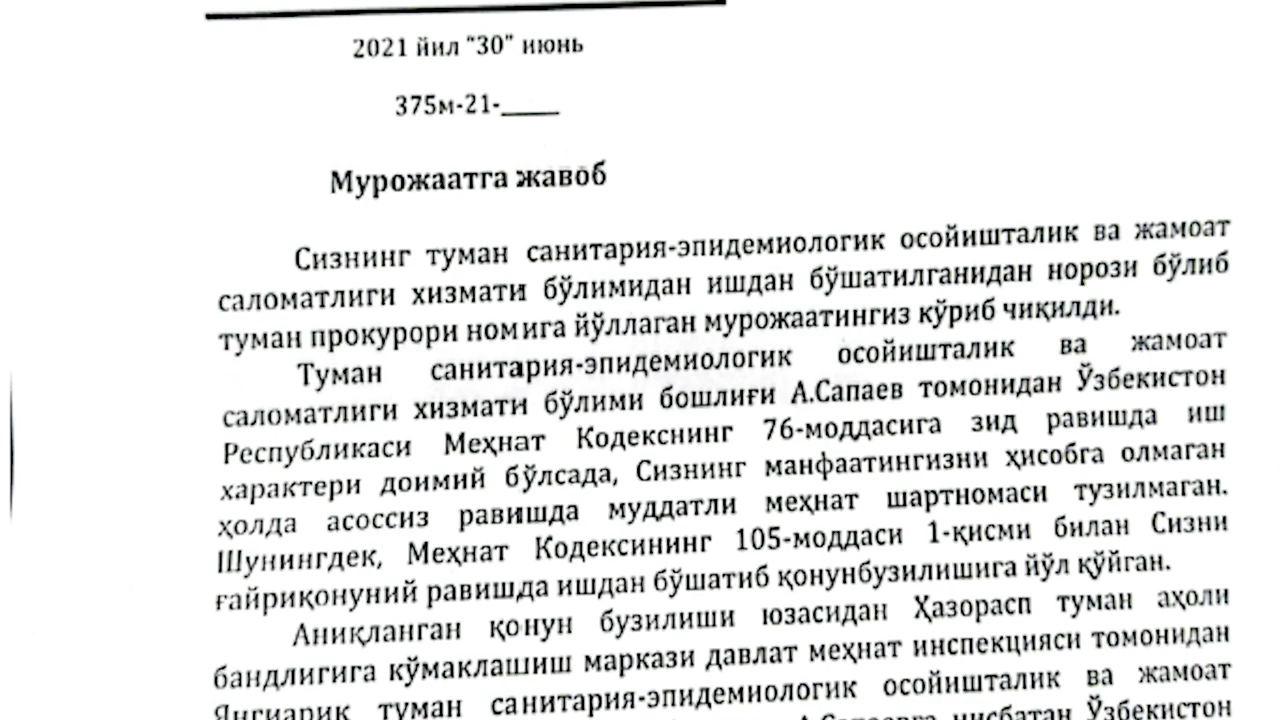 2021 йил "30" июнь
375м-21-_____
Мурожаатга жавоб
Сизнинг туман санитария-эпидемиологик осойишталик ва жамоат
саломатлиги хизмати бўлимидан ишдан бўшатилганидан норози бўлиб
туман прокурори номига йўллаган мурожаатингиз кўриб чиқилди.
Туман санитария-эпидемиологик осойишталик ва жамоат
саломатлиги хизмати бўлими бошлиғи А.Сапаев томонидан Ўзбекистон
Республикаси Меҳнат Кодекснинг 76-моддасига зид равишда иш
характери доимий бўлсада, Сизнинг манфаатингизни ҳисобга олмаган
ҳолда асоссиз равишда муддатли меҳнат шартномаси тузилмаган.
Шунингдек, Меҳнат Кодексининг 105-моддаси 1-қисми билан Сизни
ғайриқонуний равишда ишдан бўшатиб қонунбузилишига йўл қўйган.
Аниқланган қонун бузилиши юзасидан Ҳазорасп туман аҳоли
бандлигига кўмаклашиш маркази давлат меҳнат инспекцияси томонидан
Янгиариқ туман санитария-эпидемиологик осойишталик ва жамоат
А.Сапаевга нисбатан Ўзбекистон